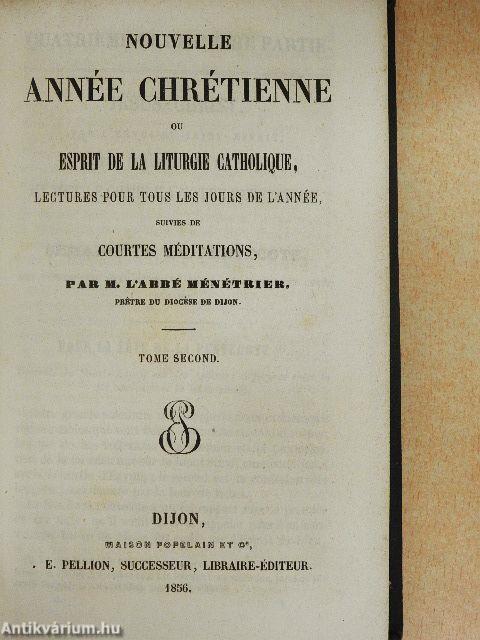 NOUVELLE
ANNÉE CHRÉTIENNE
OU
ESPRIT DE LA LITURGIE CATHOLIQUE,
LECTURES POUR TOUS LES JOURS DE L'ANNÉE,
SUIVIES DE
COURTES MÉDITATIONS,
PAR M. L'ABBÉ MÉNÉTRIER,
PRÊTRE DU DIOCÈSE DE DIJON.
TOME SECOND.
DIJON,
MAISON POPELAIN ET Cie,
E. PELLION, SUCCESSEUR, LIBRAIRE-ÉDITEUR.
1856.
Antikvárium.hu